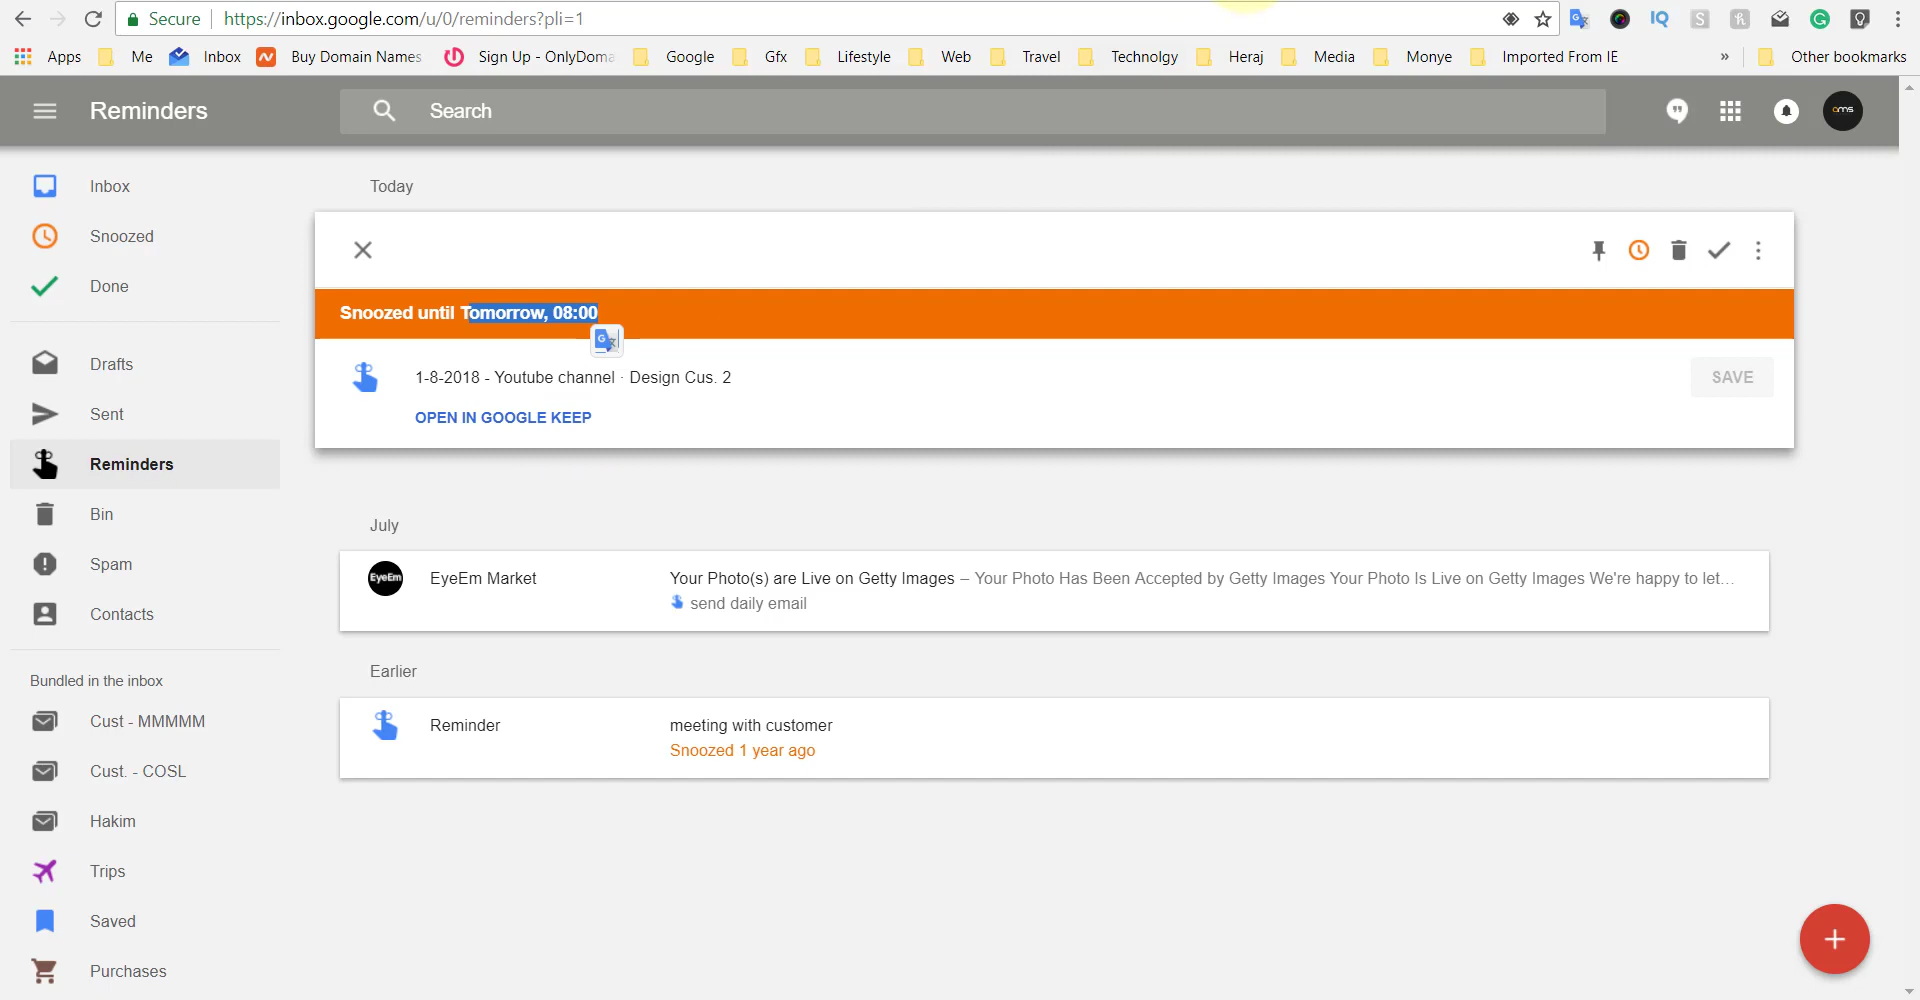 Secure https://inbox.google.com/u/0/reminders?pli=1
Apps Me Inbox Buy Domain Names Sign Up - OnlyDoma Google Gfx Lifestyle Web Travel Technolgy Heraj Media Monye Imported From IE » Other bookmarks
Reminders Search
oms
Inbox
Snoozed
Done
Drafts
Sent
Reminders
Bin
Spam
Contacts
Bundled in the inbox
Cust - MMMMM
Cust. - COSL
Hakim
Trips
Saved
Purchases
Today
Snoozed until Tomorrow, 08:00
1-8-2018 - Youtube channel · Design Cus. 2
SAVE
OPEN IN GOOGLE KEEP
July
EyeEm EyeEm Market Your Photo(s) are Live on Getty Images – Your Photo Has Been Accepted by Getty Images Your Photo Is Live on Getty Images We're happy to let…
send daily email
Earlier
Reminder meeting with customer
Snoozed 1 year ago